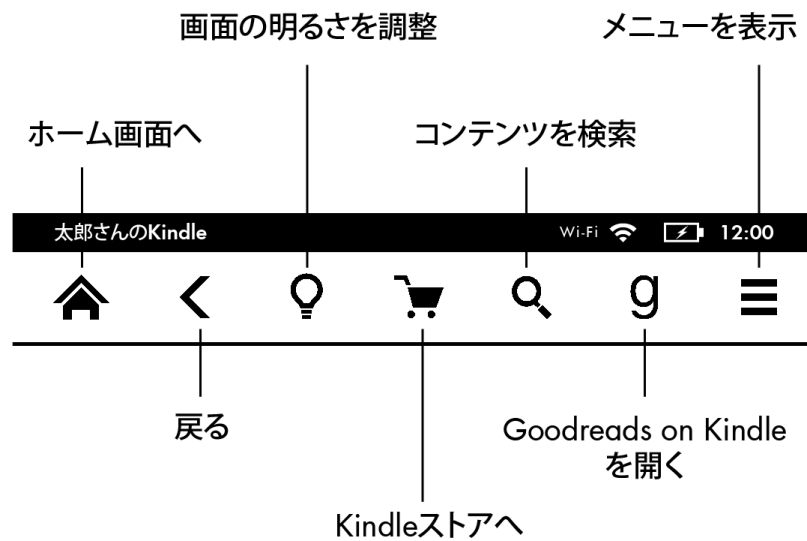 画面の明るさを調整
メニューを表示
ホーム画面へ
コンテンツを検索
太郎さんのKindle Wi-Fi 12:00
g
戻る
Goodreads on Kindle
を開く
Kindleストアへ